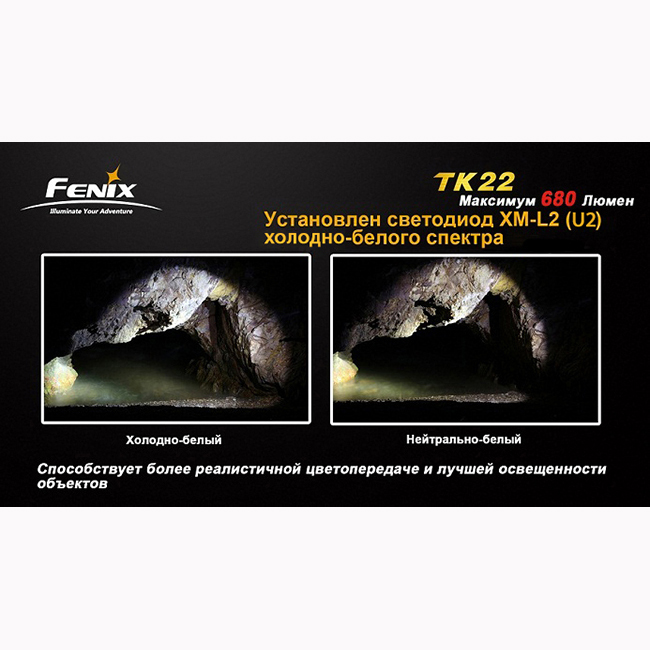 FENIX
Illuminate Your Adventure
TK22
Максимум 680 Люмен
Установлен светодиод XM-L2 (U2)
холодно-белого спектра
Холодно-белый
Нейтрально-белый
Способствует более реалистичной цветопередаче и лучшей освещенности
объектов